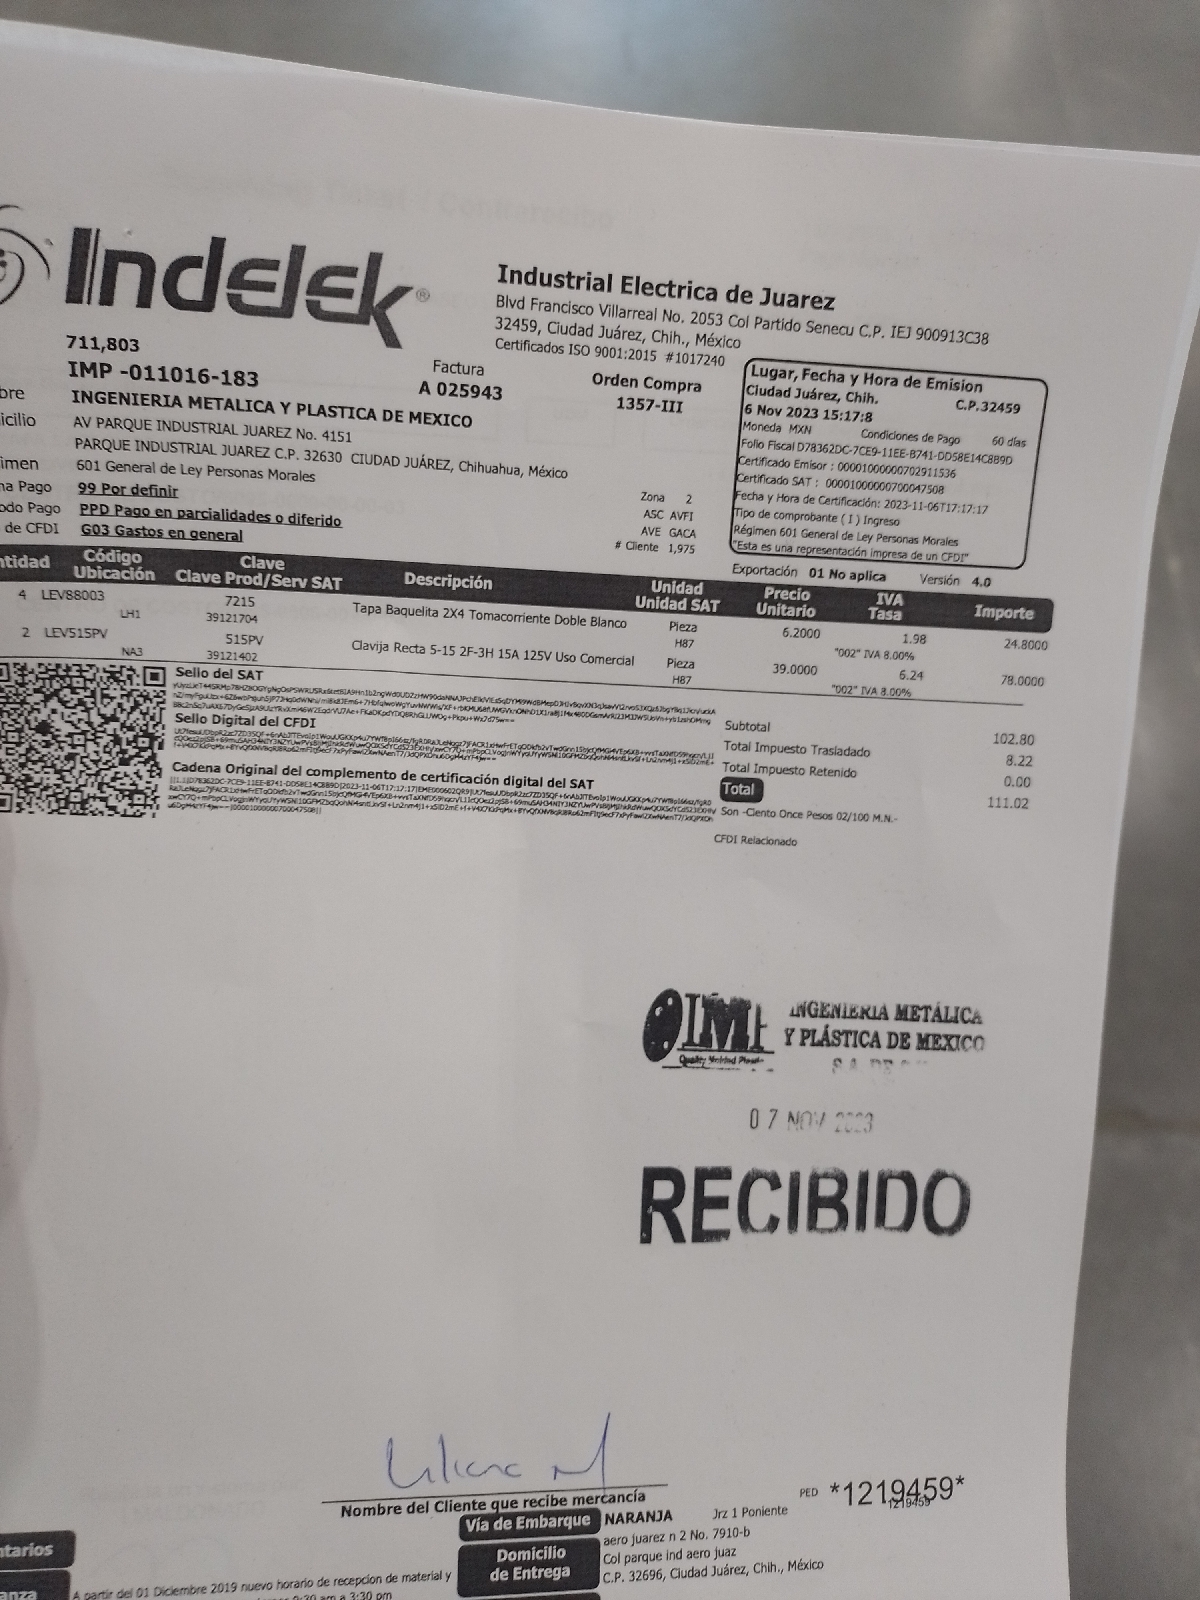 Indelek®
Industrial Electrica de Juarez
Blvd Francisco Villarreal No. 2053 Col Partido Senecu C.P. IEJ 900913C38
32459, Ciudad Juárez, Chih., México
Certificados ISO 9001:2015 #1017240
711,803
IMP -011016-183
Factura
A 025943
Orden Compra
1357-III
Lugar, Fecha y Hora de Emision
Ciudad Juárez, Chih. C.P.32459
6 Nov 2023 15:17:8
Moneda MXN Condiciones de Pago 60 días
Folio Fiscal D78362DC-7CE9-11EE-B741-DD58E14C8B9D
Certificado Emisor : 00001000000702911536
Certificado SAT : 00001000000700047508
Fecha y Hora de Certificación: 2023-11-06T17:17:17
Tipo de comprobante ( I ) Ingreso
Régimen 601 General de Ley Personas Morales
"Esta es una representación impresa de un CFDI"
bre INGENIERIA METALICA Y PLASTICA DE MEXICO
icilio AV PARQUE INDUSTRIAL JUAREZ No. 4151
PARQUE INDUSTRIAL JUAREZ C.P. 32630 CIUDAD JUÁREZ, Chihuahua, México
imen 601 General de Ley Personas Morales
na Pago 99 Por definir
odo Pago PPD Pago en parcialidades o diferido
de CFDI G03 Gastos en general
Zona 2
ASC AVFI
AVE GACA
# Cliente 1,975
Exportación 01 No aplica Versión 4.0
ntidad Código Ubicación Clave Clave Prod/Serv SAT Descripción Unidad Unidad SAT Precio Unitario IVA Tasa Importe
4 LEV88003 7215 Tapa Baquelita 2X4 Tomacorriente Doble Blanco Pieza 6.2000 1.98 24.8000
LH1 39121704 H87 "002" IVA 8.00%
2 LEV515PV 515PV Clavija Recta 5-15 2F-3H 15A 125V Uso Comercial Pieza 39.0000 6.24 78.0000
NA3 39121402 H87 "002" IVA 8.00%
Sello del SAT
Sello Digital del CFDI
Cadena Original del complemento de certificación digital del SAT
Subtotal 102.80
Total Impuesto Trasladado 8.22
Total Impuesto Retenido 0.00
Total 111.02
Son -Ciento Once Pesos 02/100 M.N.-
CFDI Relacionado
INGENIERIA METÁLICA
Y PLÁSTICA DE MEXICO
07 NOV 2023
RECIBIDO
Nombre del Cliente que recibe mercancía
PED *1219459*
1219459
Vía de Embarque NARANJA Jrz 1 Poniente
Domicilio de Entrega
aero juarez n 2 No. 7910-b
Col parque ind aero juaz
C.P. 32696, Ciudad Juárez, Chih., México
ntarios
anza
A partir del 01 Diciembre 2019 nuevo horario de recepcion de material y